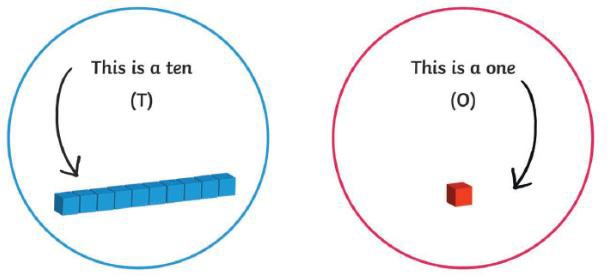 This is a ten
(T)
This is a one
(O)